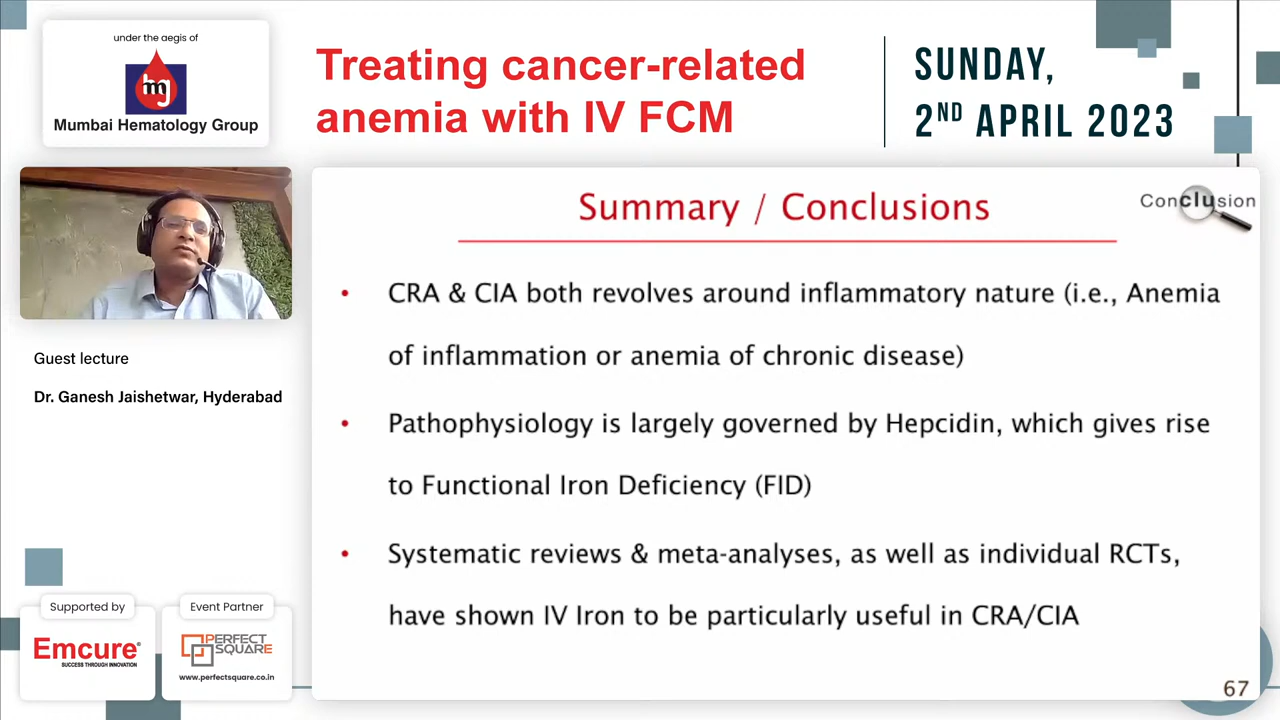 under the aegis of
mj
Mumbai Hematology Group
Treating cancer-related
anemia with IV FCM
SUNDAY,
2ND APRIL 2023
Guest lecture
Dr. Ganesh Jaishetwar, Hyderabad
Summary / Conclusions
Conclusion
• CRA & CIA both revolves around inflammatory nature (i.e., Anemia
of inflammation or anemia of chronic disease)
• Pathophysiology is largely governed by Hepcidin, which gives rise
to Functional Iron Deficiency (FID)
• Systematic reviews & meta-analyses, as well as individual RCTs,
have shown IV Iron to be particularly useful in CRA/CIA
67
Supported by
Emcure®
SUCCESS THROUGH INNOVATION
Event Partner
PERFECT
SQUARE
www.perfectsquare.co.in